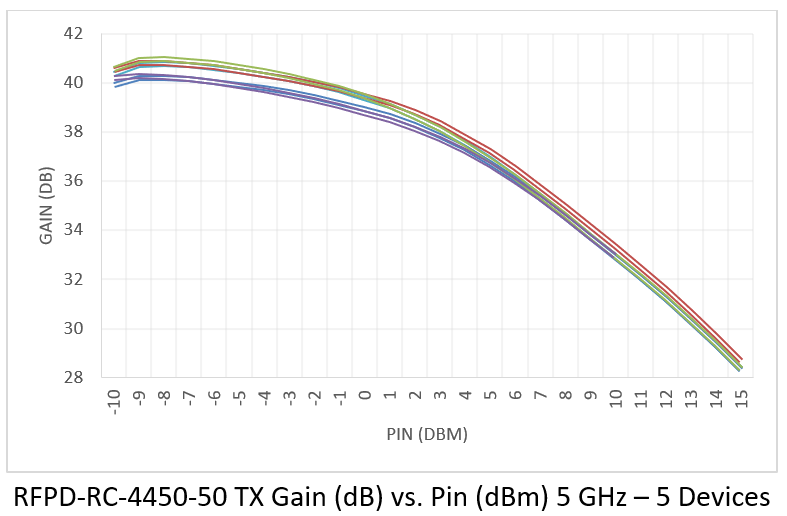 42
40
38
36
34
32
30
28
GAIN (DB)
-10 -9 -8 -7 -6 -5 -4 -3 -2 -1 0 1 2 3 4 5 6 7 8 9 10 11 12 13 14 15
PIN (DBM)
RFPD-RC-4450-50 TX Gain (dB) vs. Pin (dBm) 5 GHz – 5 Devices